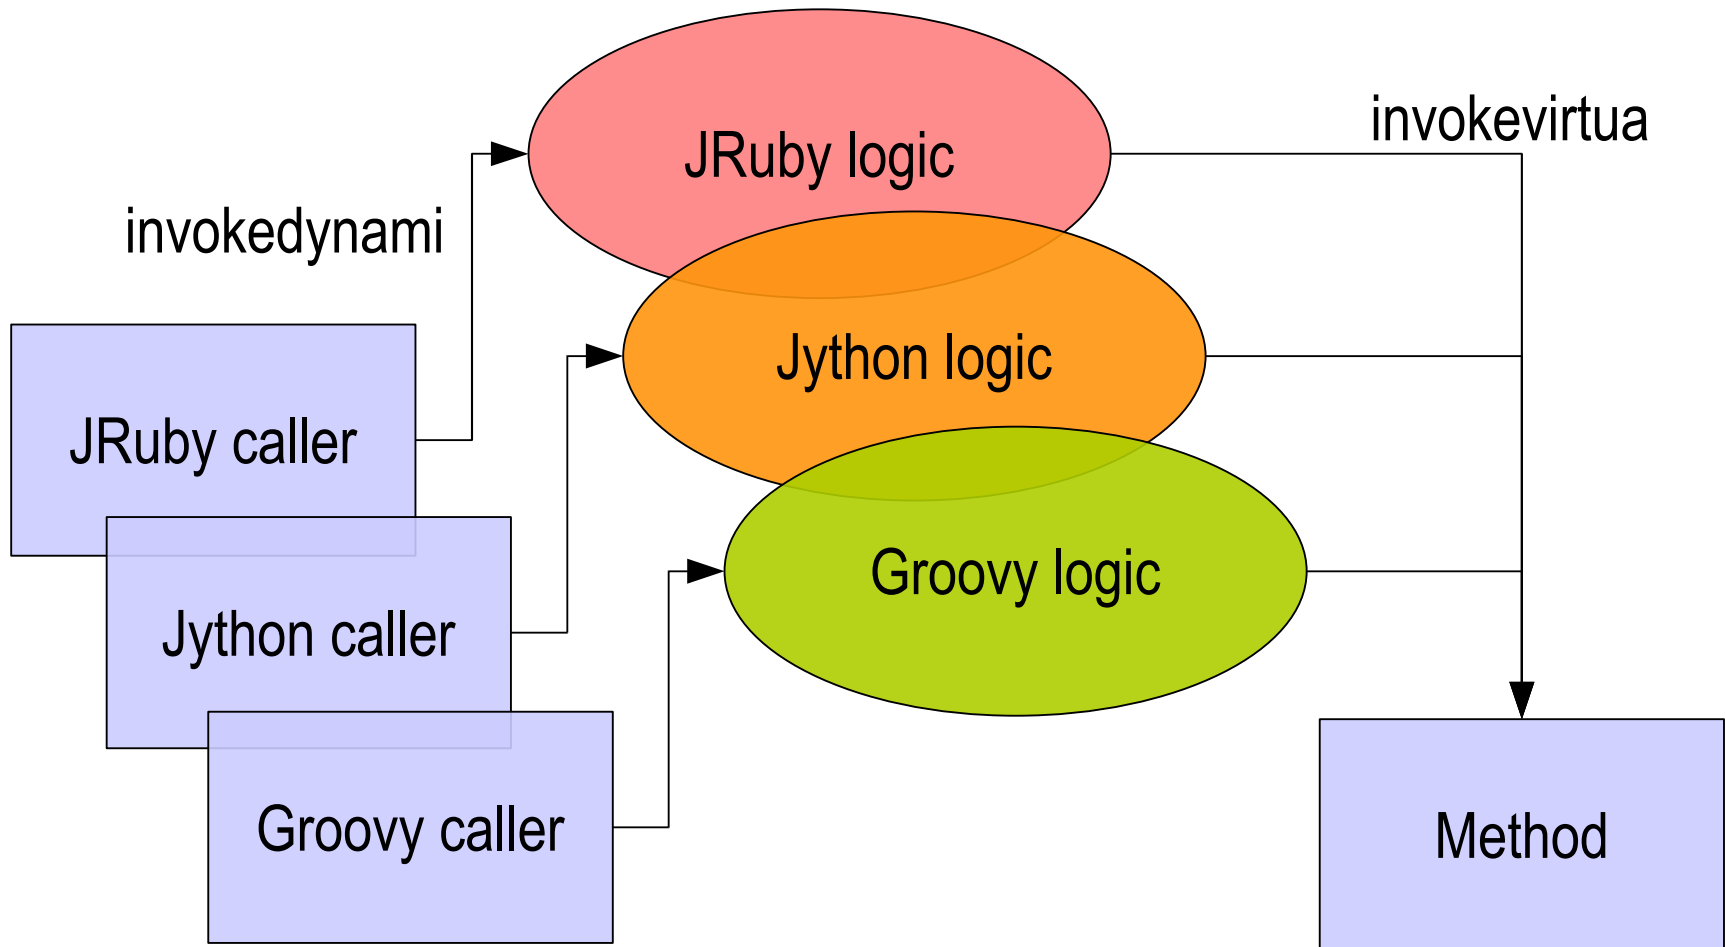 invokevirtua
JRuby logic
invokedynami
Jython logic
JRuby caller
Groovy logic
Jython caller
Groovy caller
Method